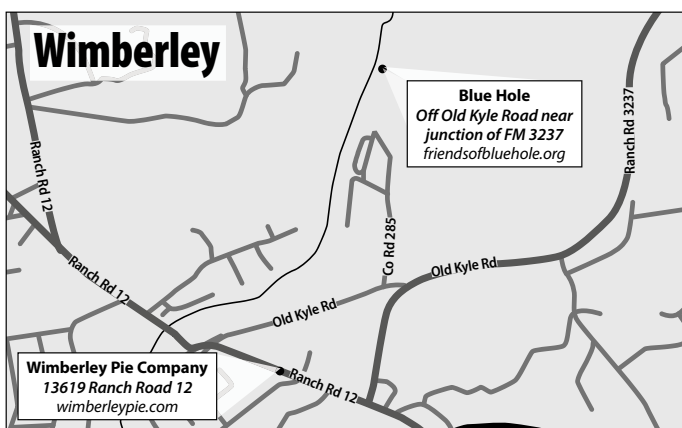 Wimberley
Blue Hole
Off Old Kyle Road near
junction of FM 3237
friendsofbluehole.org
Ranch Rd 3237
Ranch Rd 12
Co Rd 285
Ranch Rd 12
Old Kyle Rd
Old Kyle Rd
Wimberley Pie Company
13619 Ranch Road 12
wimberleypie.com
Ranch Rd 12